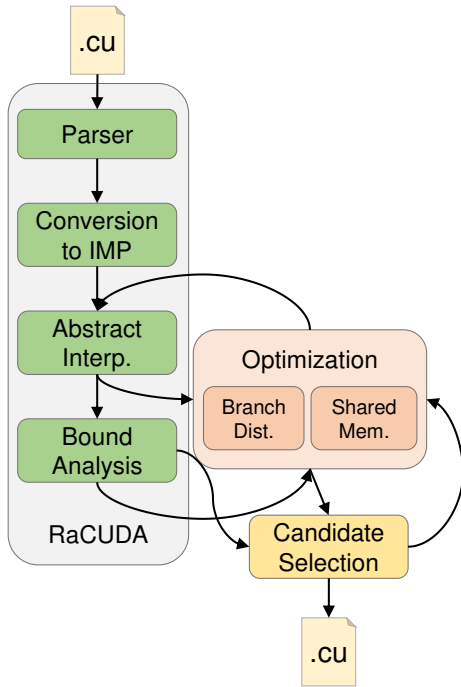 .cu
Parser
Conversion
to IMP
Abstract
Interp.
Optimization
Branch
Dist.
Shared
Mem.
Bound
Analysis
RaCUDA
Candidate
Selection
.cu